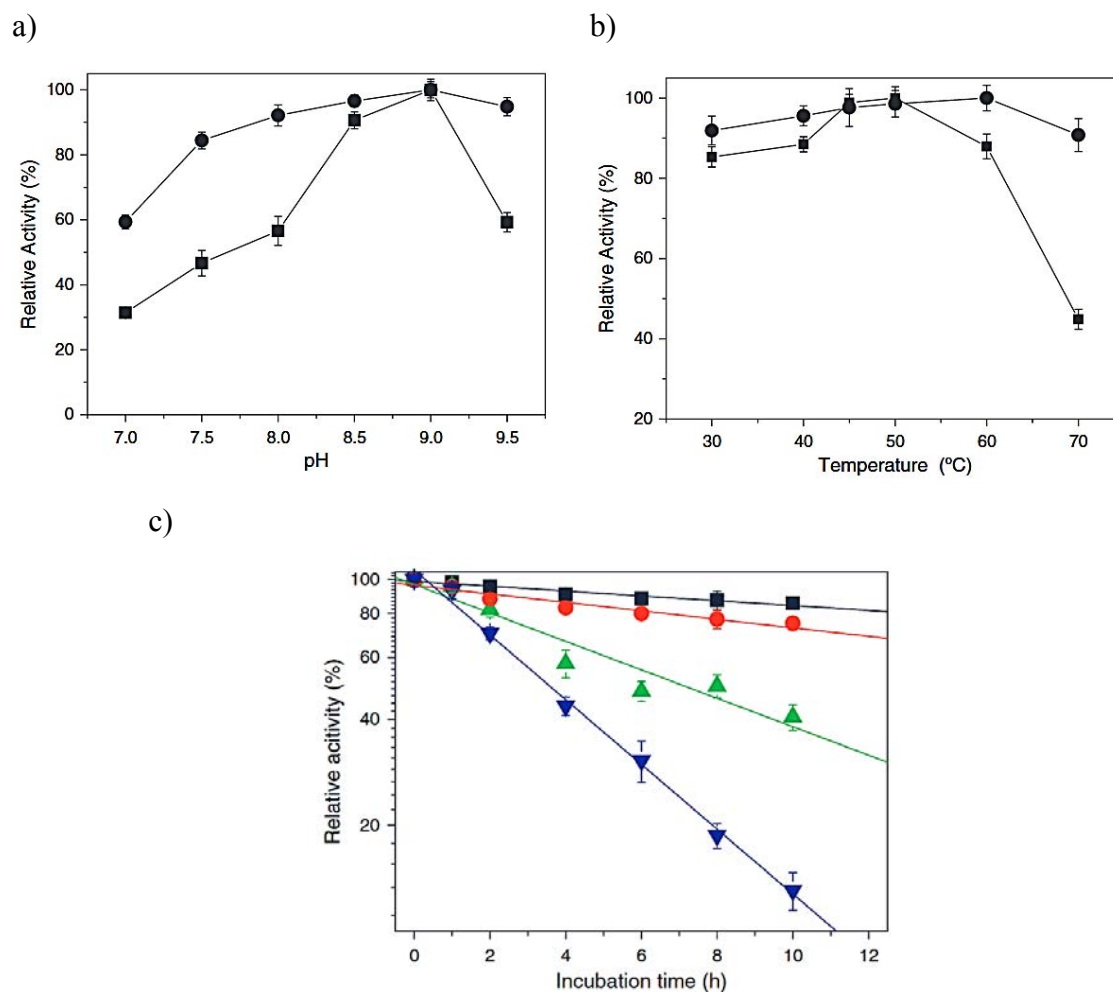 a)
b)
Relative Activity (%)
100
80
60
40
20
0
7.0 7.5 8.0 8.5 9.0 9.5
pH
Relative Activity (%)
100
80
60
40
20
30 40 50 60 70
Temperature (ºC)
c)
Relative acitivity (%)
100
80
60
40
20
0 2 4 6 8 10 12
Incubation time (h)